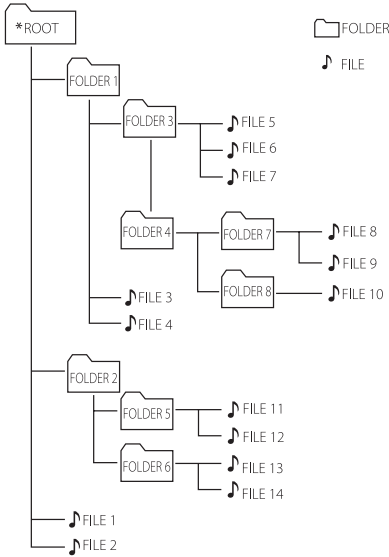 *ROOT
FOLDER
FILE
FOLDER 1
FOLDER 3
FILE 5
FILE 6
FILE 7
FOLDER 4
FOLDER 7
FILE 8
FILE 9
FOLDER 8
FILE 10
FILE 3
FILE 4
FOLDER 2
FOLDER 5
FILE 11
FILE 12
FOLDER 6
FILE 13
FILE 14
FILE 1
FILE 2